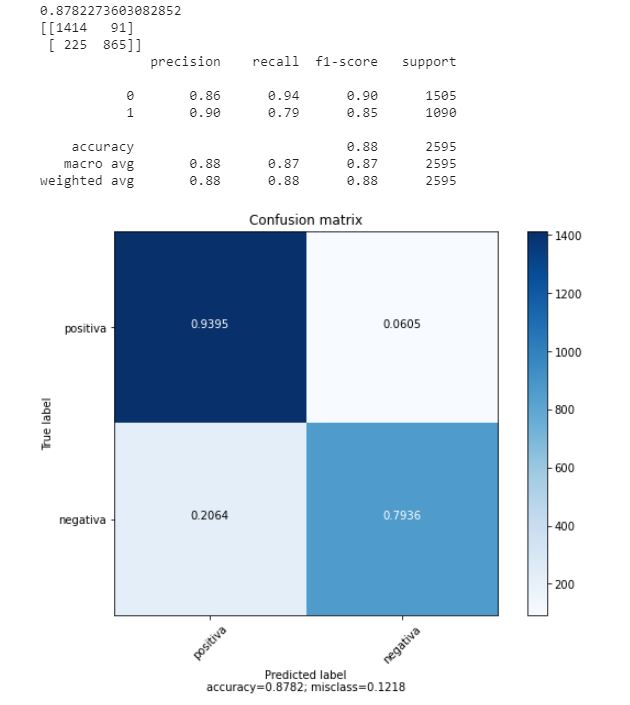 0.8782273603082852
[[1414 91]
[ 225 865]]
precision recall f1-score support
0 0.86 0.94 0.90 1505
1 0.90 0.79 0.85 1090
accuracy 0.88 2595
macro avg 0.88 0.87 0.87 2595
weighted avg 0.88 0.88 0.88 2595
Confusion matrix
1400
1200
1000
800
600
400
200
True label
positiva
0.9395 0.0605
negativa
0.2064 0.7936
positiva negativa
Predicted label
accuracy=0.8782; misclass=0.1218